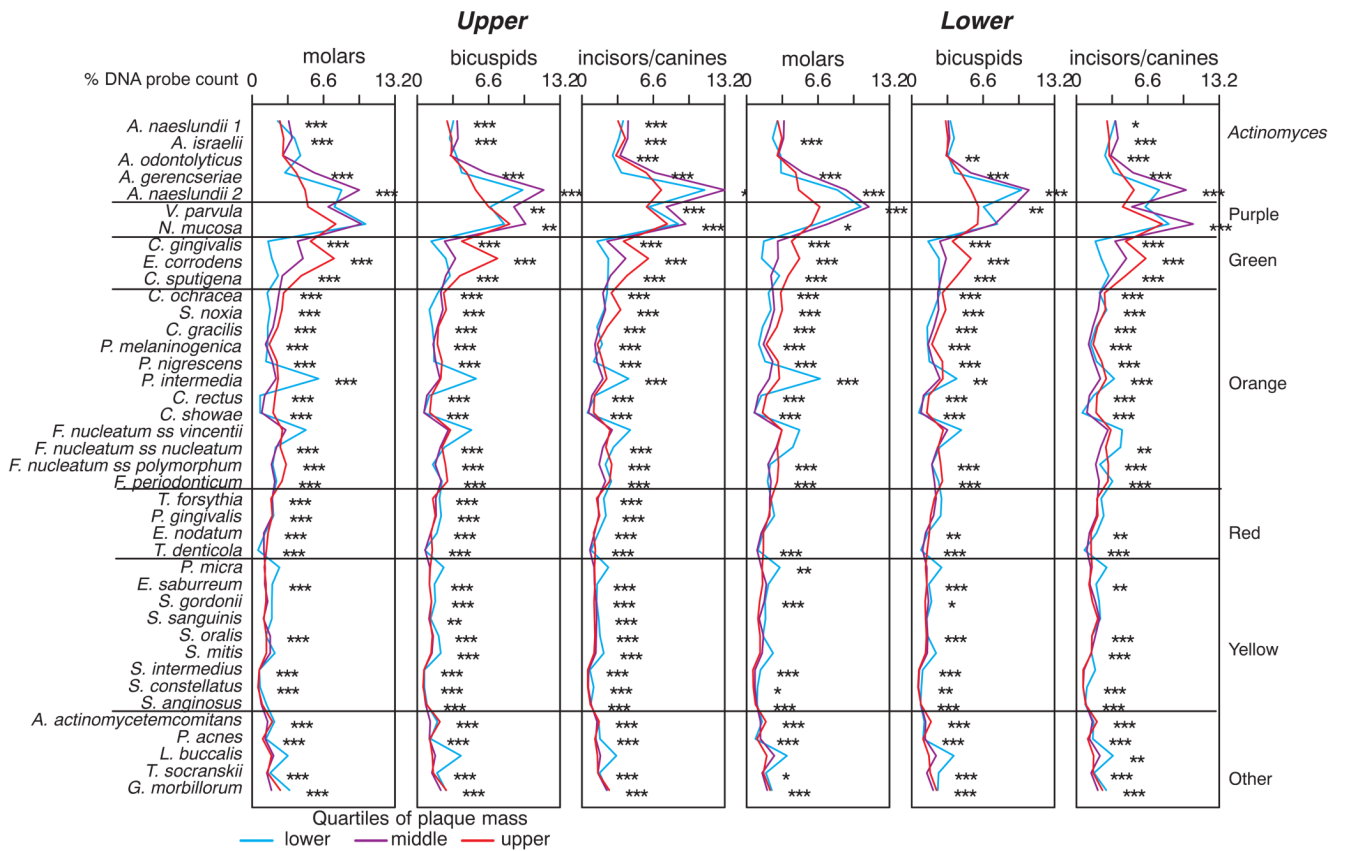 Upper Lower
molars bicuspids incisors/canines molars bicuspids incisors/canines
% DNA probe count 0 6.6 13.20 6.6 13.20 6.6 13.20 6.6 13.20 6.6 13.20 6.6 13.2
A. naeslundii 1 *** *** *** * Actinomyces
A. israelii *** *** *** *** ***
A. odontolyticus *** ** ***
A. gerencseriae *** *** *** *** *** ***
A. naeslundii 2 *** *** * *** *** ***
V. parvula ** *** *** ** Purple
N. mucosa ** *** * ***
C. gingivalis *** *** *** *** *** ***
E. corrodens *** *** *** *** *** *** Green
C. sputigena *** *** *** *** *** ***
C. ochracea *** *** *** *** *** ***
S. noxia *** *** *** *** *** ***
C. gracilis *** *** *** *** *** ***
P. melaninogenica *** *** *** *** *** ***
P. nigrescens *** *** *** *** *** ***
P. intermedia *** *** *** ** *** Orange
C. rectus *** *** *** *** *** ***
C. showae *** *** *** *** *** ***
F. nucleatum ss vincentii
F. nucleatum ss nucleatum *** *** *** **
F. nucleatum ss polymorphum *** *** *** *** *** ***
F. periodonticum *** *** *** *** *** ***
T. forsythia *** *** ***
P. gingivalis *** *** ***
E. nodatum *** *** *** ** ** Red
T. denticola *** *** *** *** *** ***
P. micra **
E. saburreum *** *** *** *** **
S. gordonii *** *** *** *
S. sanguinis ** ***
S. oralis *** *** *** *** ***
S. mitis *** *** *** Yellow
S. intermedius *** *** *** *** ***
S. constellatus *** *** *** * ** ***
S. anginosus *** *** *** *** ***
A. actinomycetemcomitans *** *** *** *** *** ***
P. acnes *** *** *** *** *** ***
L. buccalis **
T. socranskii *** *** *** * *** *** Other
G. morbillorum *** *** *** *** *** ***
Quartiles of plaque mass
lower middle upper